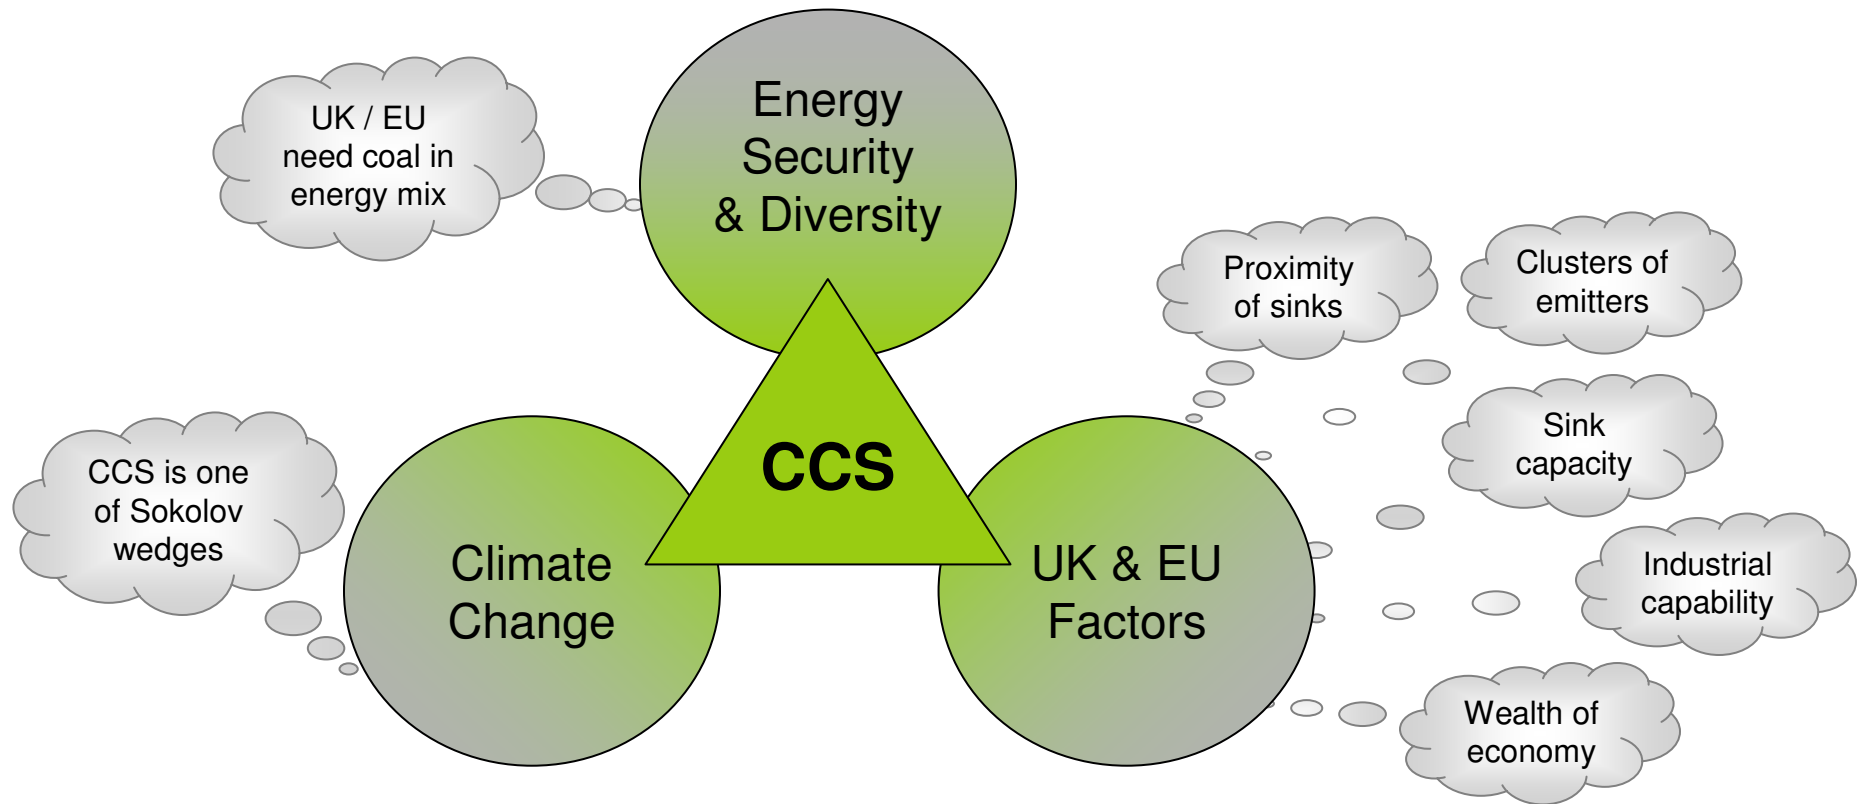 Energy
Security
& Diversity
UK / EU
need coal in
energy mix
Proximity
of sinks
Clusters of
emitters
Sink
capacity
CCS
CCS is one
of Sokolov
wedges
Climate
Change
UK & EU
Factors
Industrial
capability
Wealth of
economy